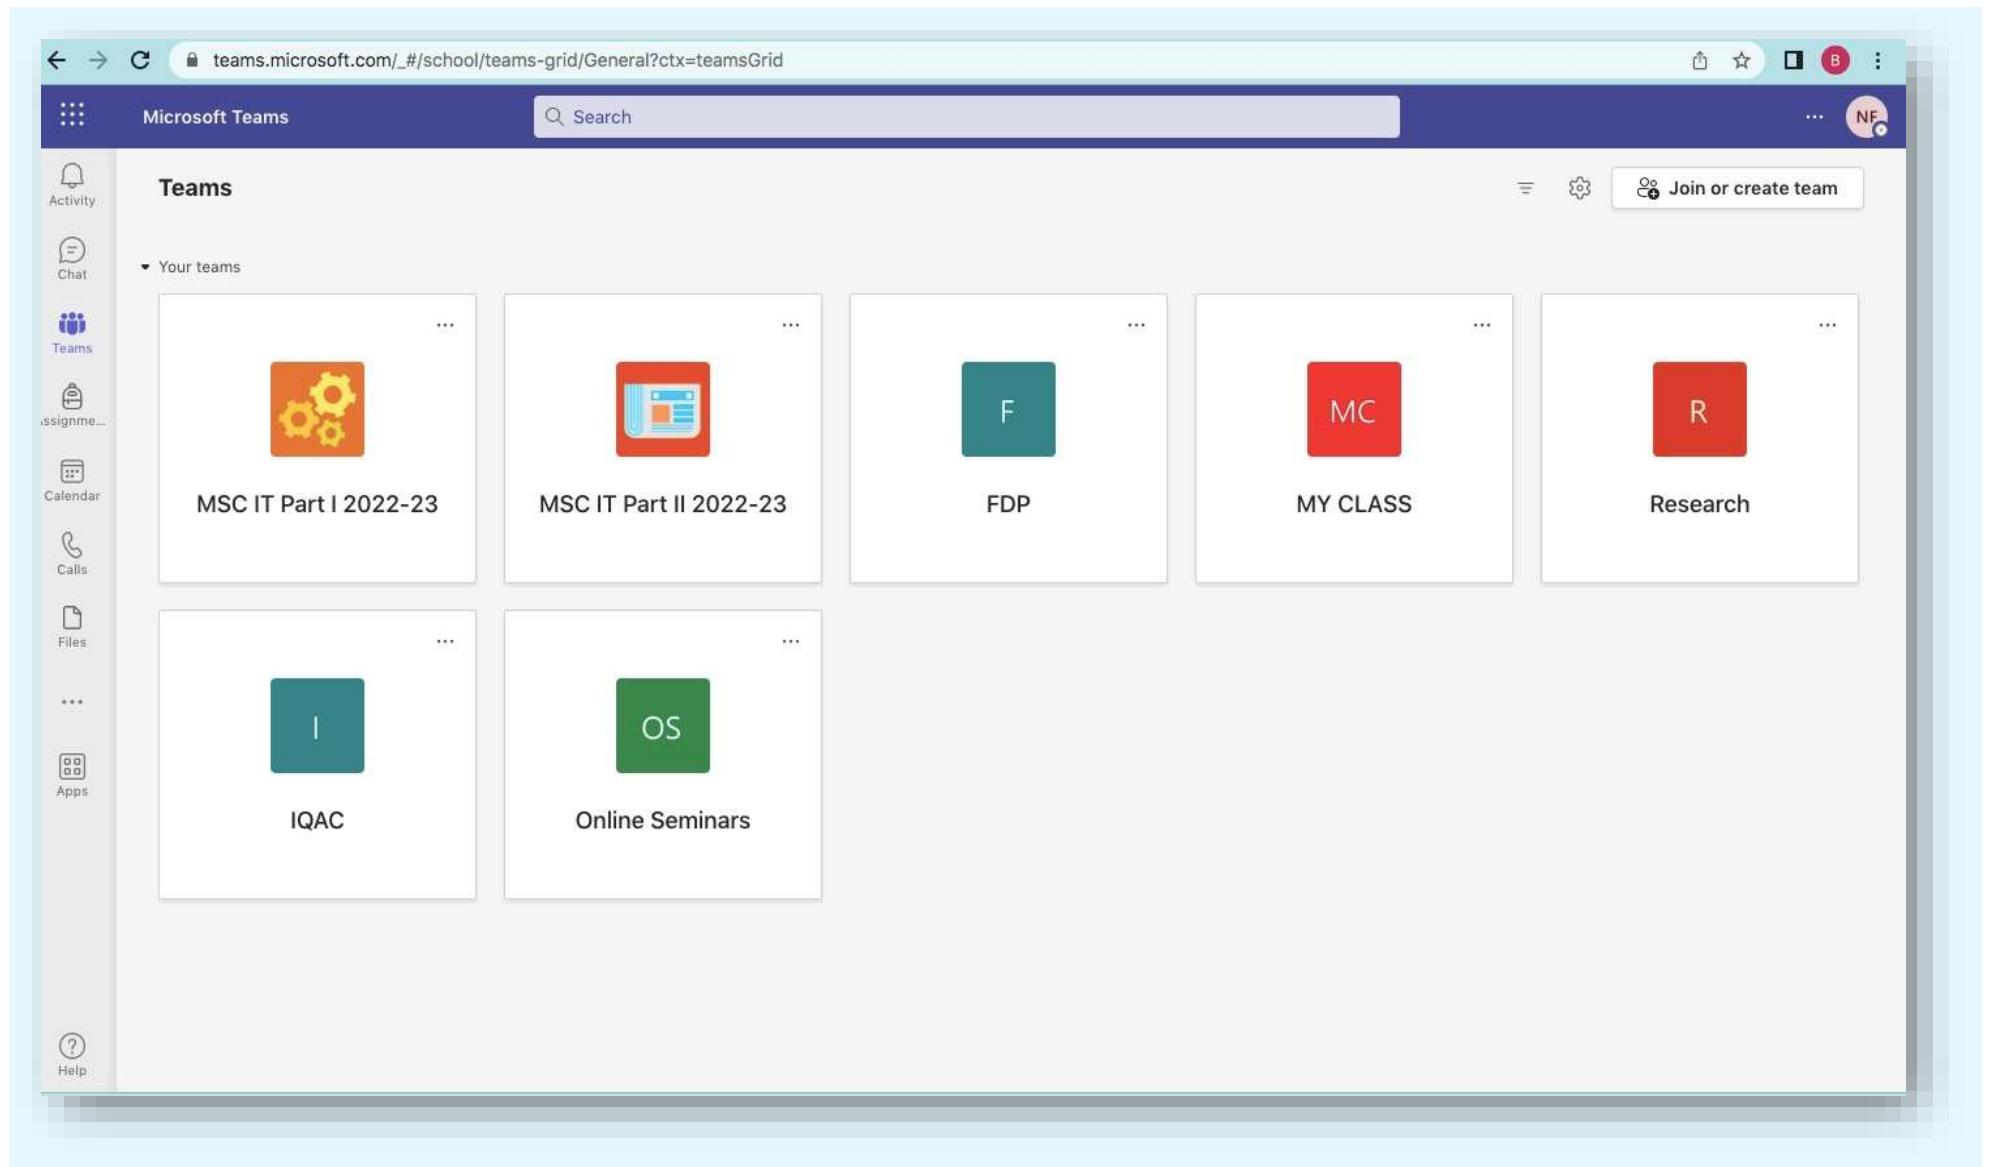 teams.microsoft.com/_#/school/teams-grid/General?ctx=teamsGrid
B
Microsoft Teams
Search
NF
Activity
Chat
Teams
ssignme...
Calendar
Calls
Files
Apps
Help
Teams
Join or create team
Your teams
MSC IT Part I 2022-23
MSC IT Part II 2022-23
F
FDP
MC
MY CLASS
R
Research
I
IQAC
OS
Online Seminars